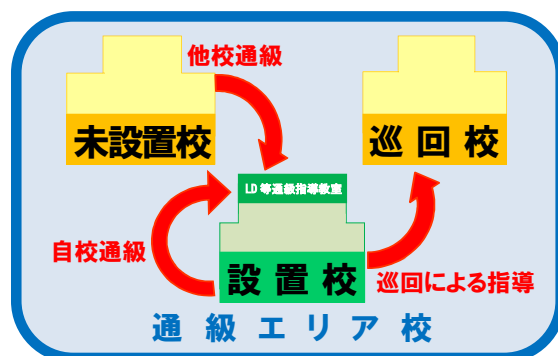 他校通級
未設置校
巡回校
LD等通級指導教室
自校通級
設置校
巡回による指導
通級エリア校